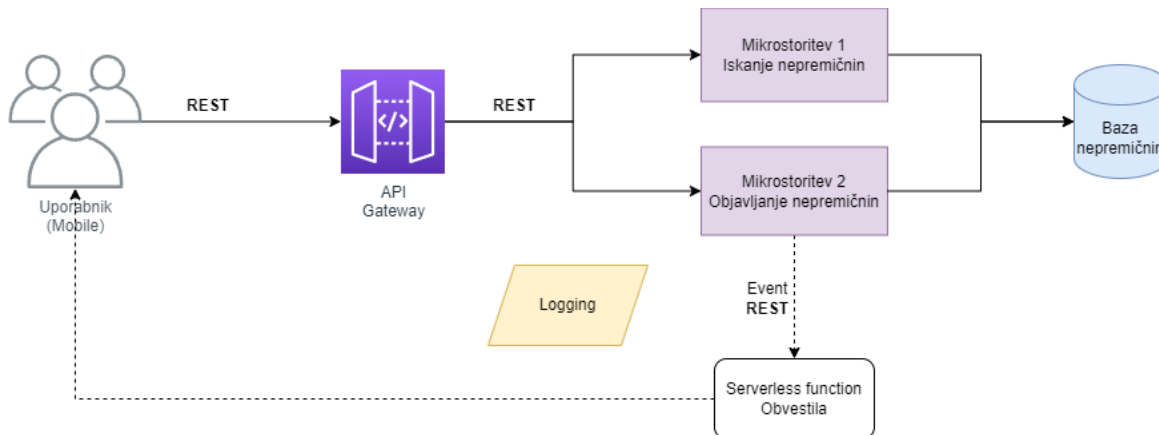 REST
REST
Mikrostoritev 1
Iskanje nepremičnin
Baza
nepremičnin
Mikrostoritev 2
Objavljanje nepremičnin
API
Gateway
Uporabnik
(Mobile)
Logging
Event
REST
Serverless function
Obvestila